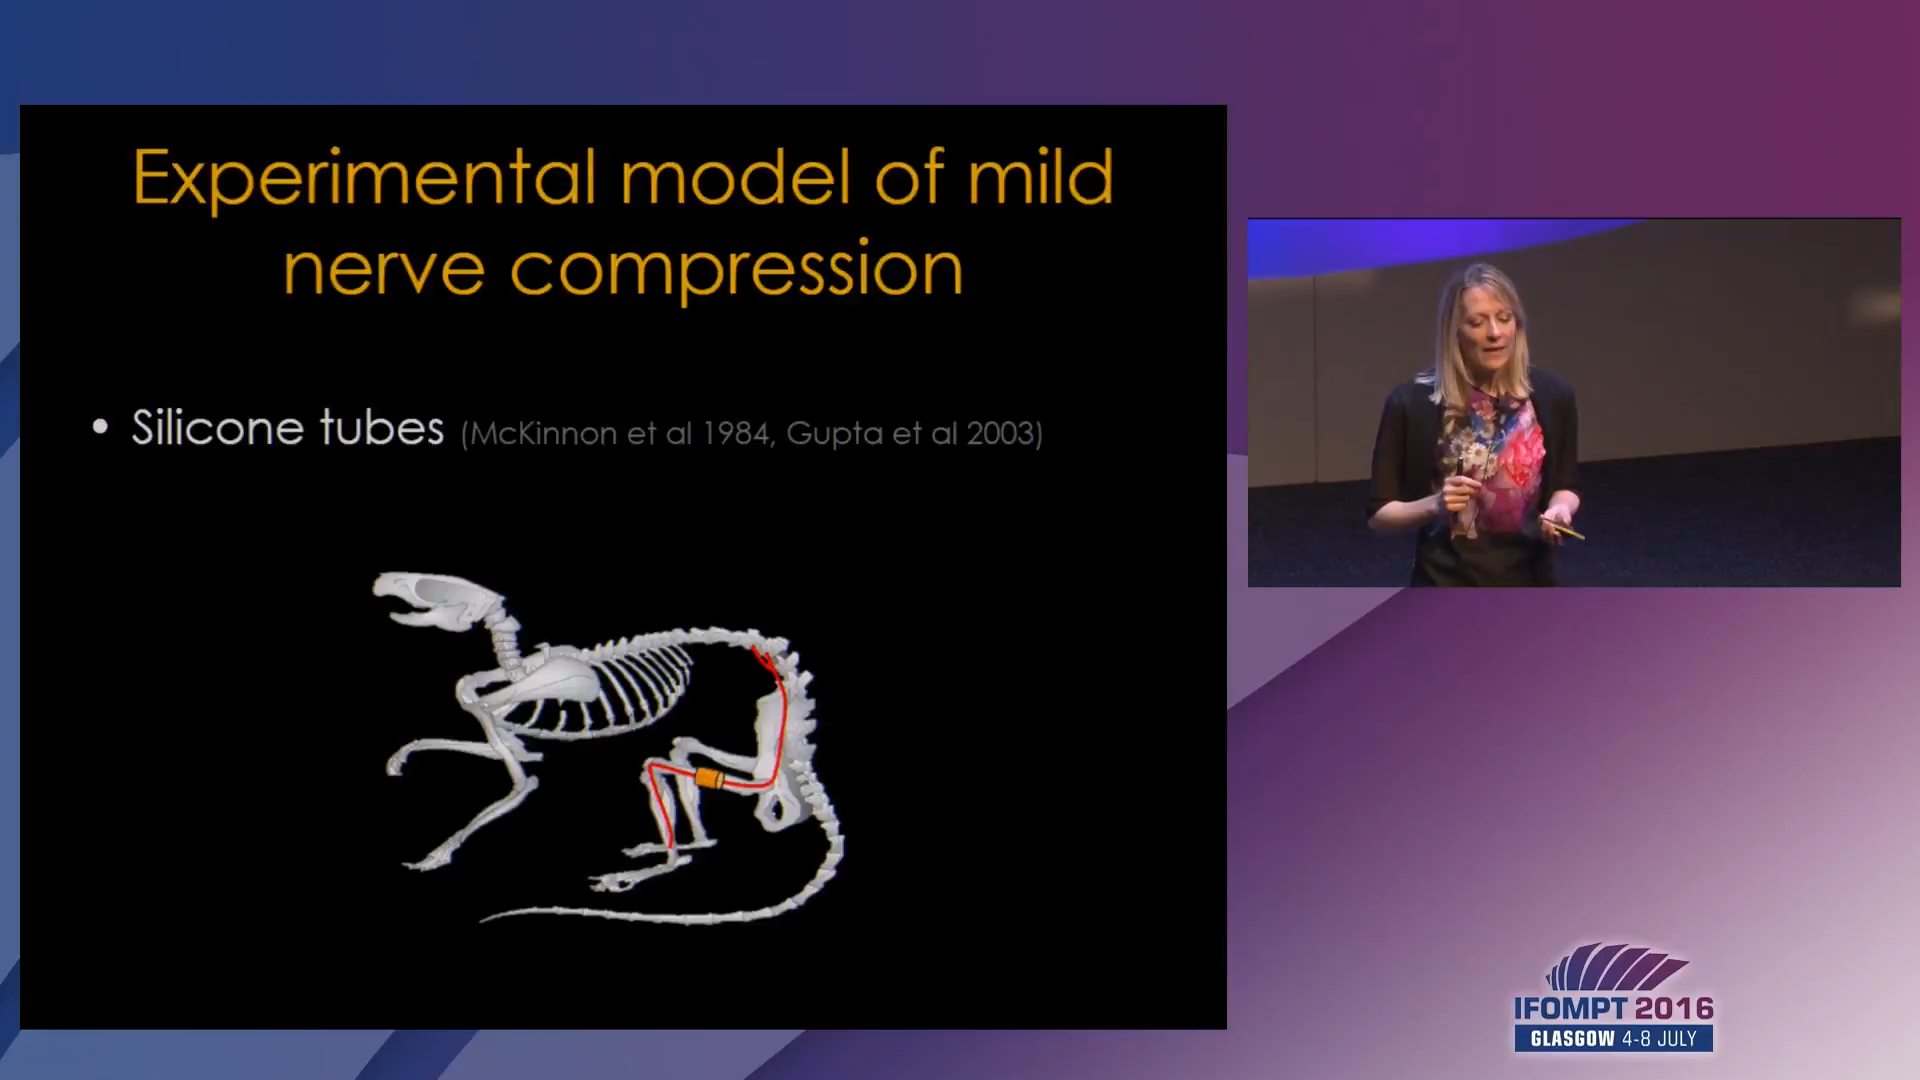 Experimental model of mild
nerve compression
• Silicone tubes (McKinnon et al 1984, Gupta et al 2003)
IFOMPT 2016
GLASGOW 4-8 JULY